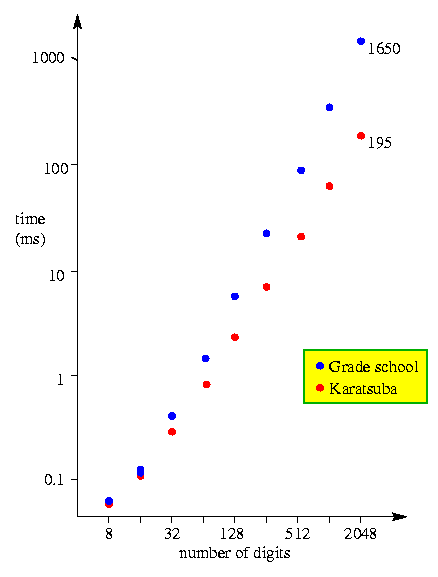 1650
1000
195
100
time
(ms)
10
Grade school
1
Karatsuba
0.1
8 32 128 512 2048
number of digits